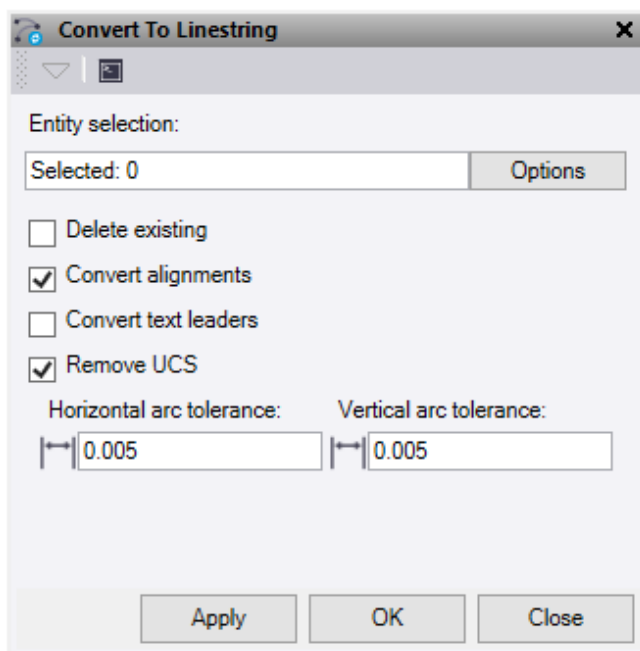 Convert To Linestring
Entity selection:
Selected: 0 Options
Delete existing
Convert alignments
Convert text leaders
Remove UCS
Horizontal arc tolerance: Vertical arc tolerance:
0.005 0.005
Apply OK Close